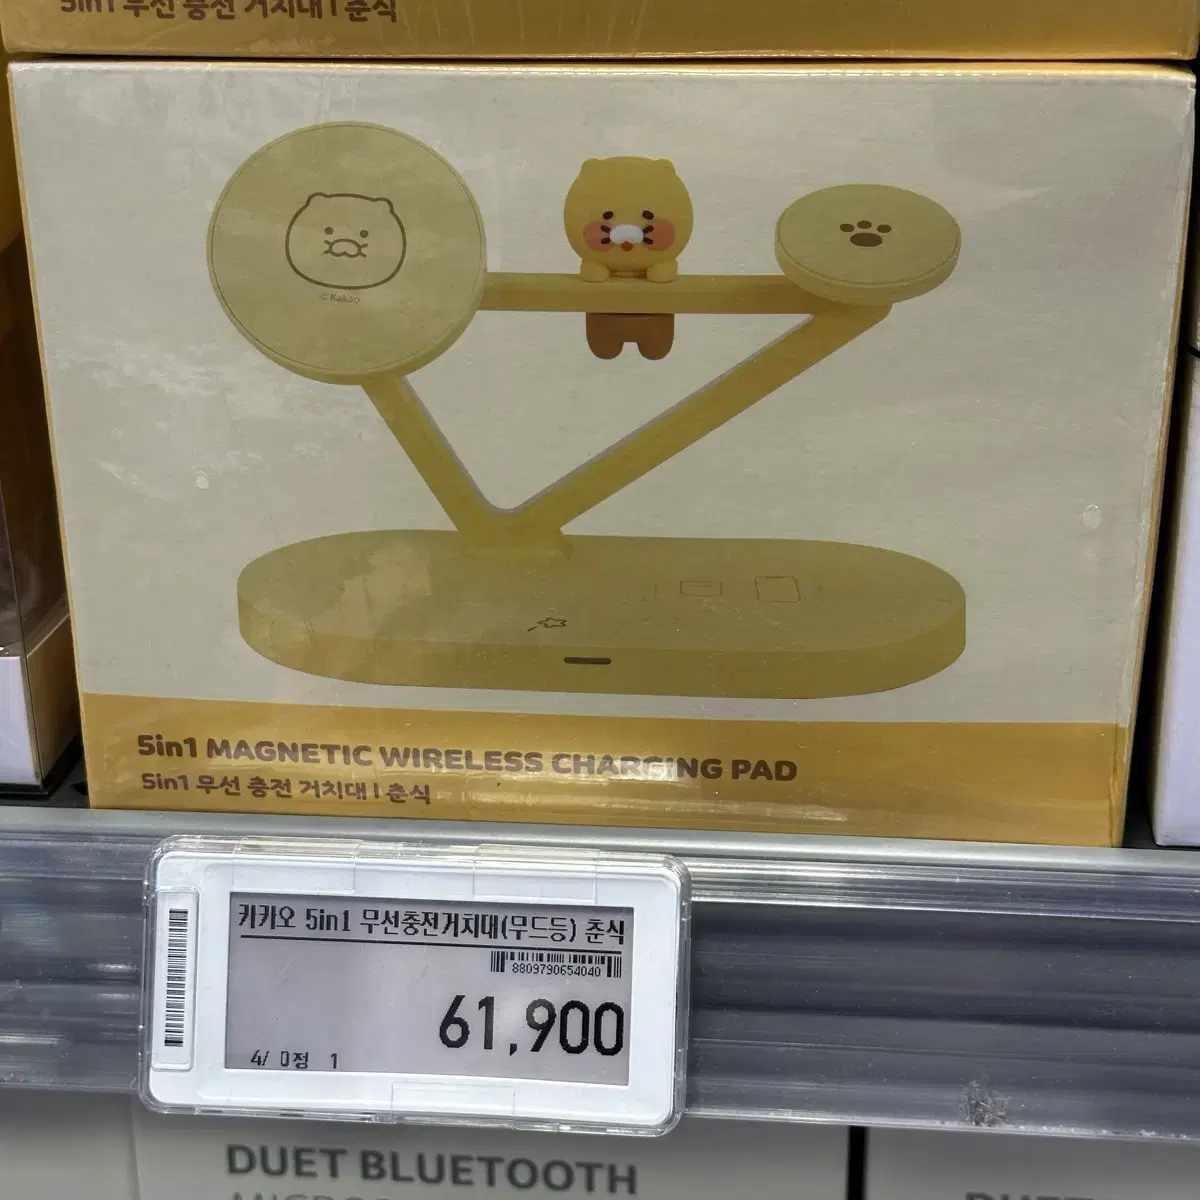 5in1 무선 충전 거치대 | 춘식
© Kakao
5in1 MAGNETIC WIRELESS CHARGING PAD
5in1 무선 충전 거치대 | 춘식
카카오 5in1 무선충전거치대(무드등) 춘식
8809790654040
61,900
4/ 0정 1
DUET BLUETOOTH